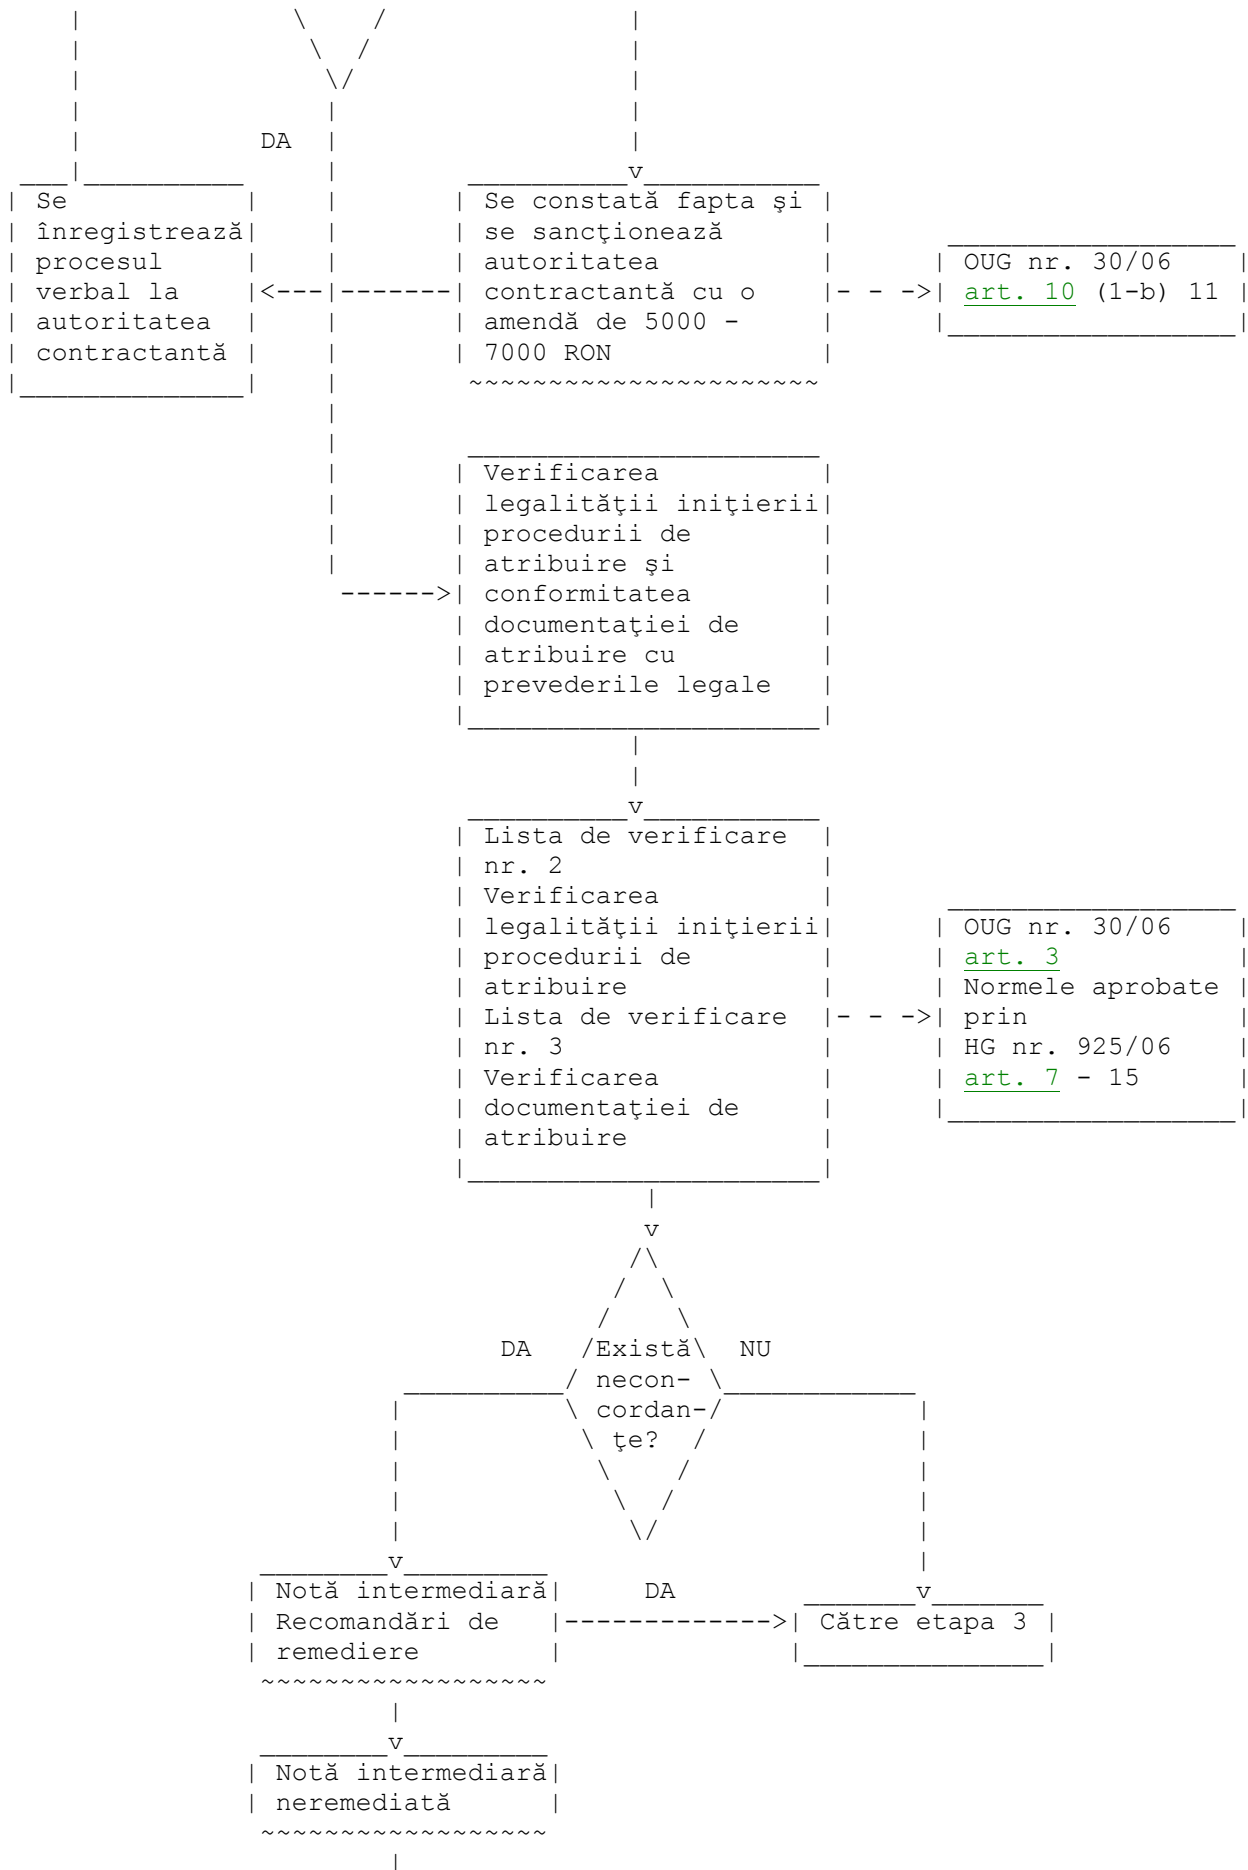 DA
Se
înregistrează
procesul
verbal la
autoritatea
contractantă
Se constată fapta şi
se sancţionează
autoritatea
contractantă cu o
amendă de 5000 -
7000 RON
OUG nr. 30/06
art. 10 (1-b) 11
Verificarea
legalităţii iniţierii
procedurii de
atribuire şi
conformitatea
documentaţiei de
atribuire cu
prevederile legale
Lista de verificare
nr. 2
Verificarea
legalităţii iniţierii
procedurii de
atribuire
Lista de verificare
nr. 3
Verificarea
documentaţiei de
atribuire
OUG nr. 30/06
art. 3
Normele aprobate
prin
HG nr. 925/06
art. 7 - 15
DA
Există
necon-
cordan-
ţe?
NU
Notă intermediară
Recomandări de
remediere
DA
Către etapa 3
Notă intermediară
neremediată